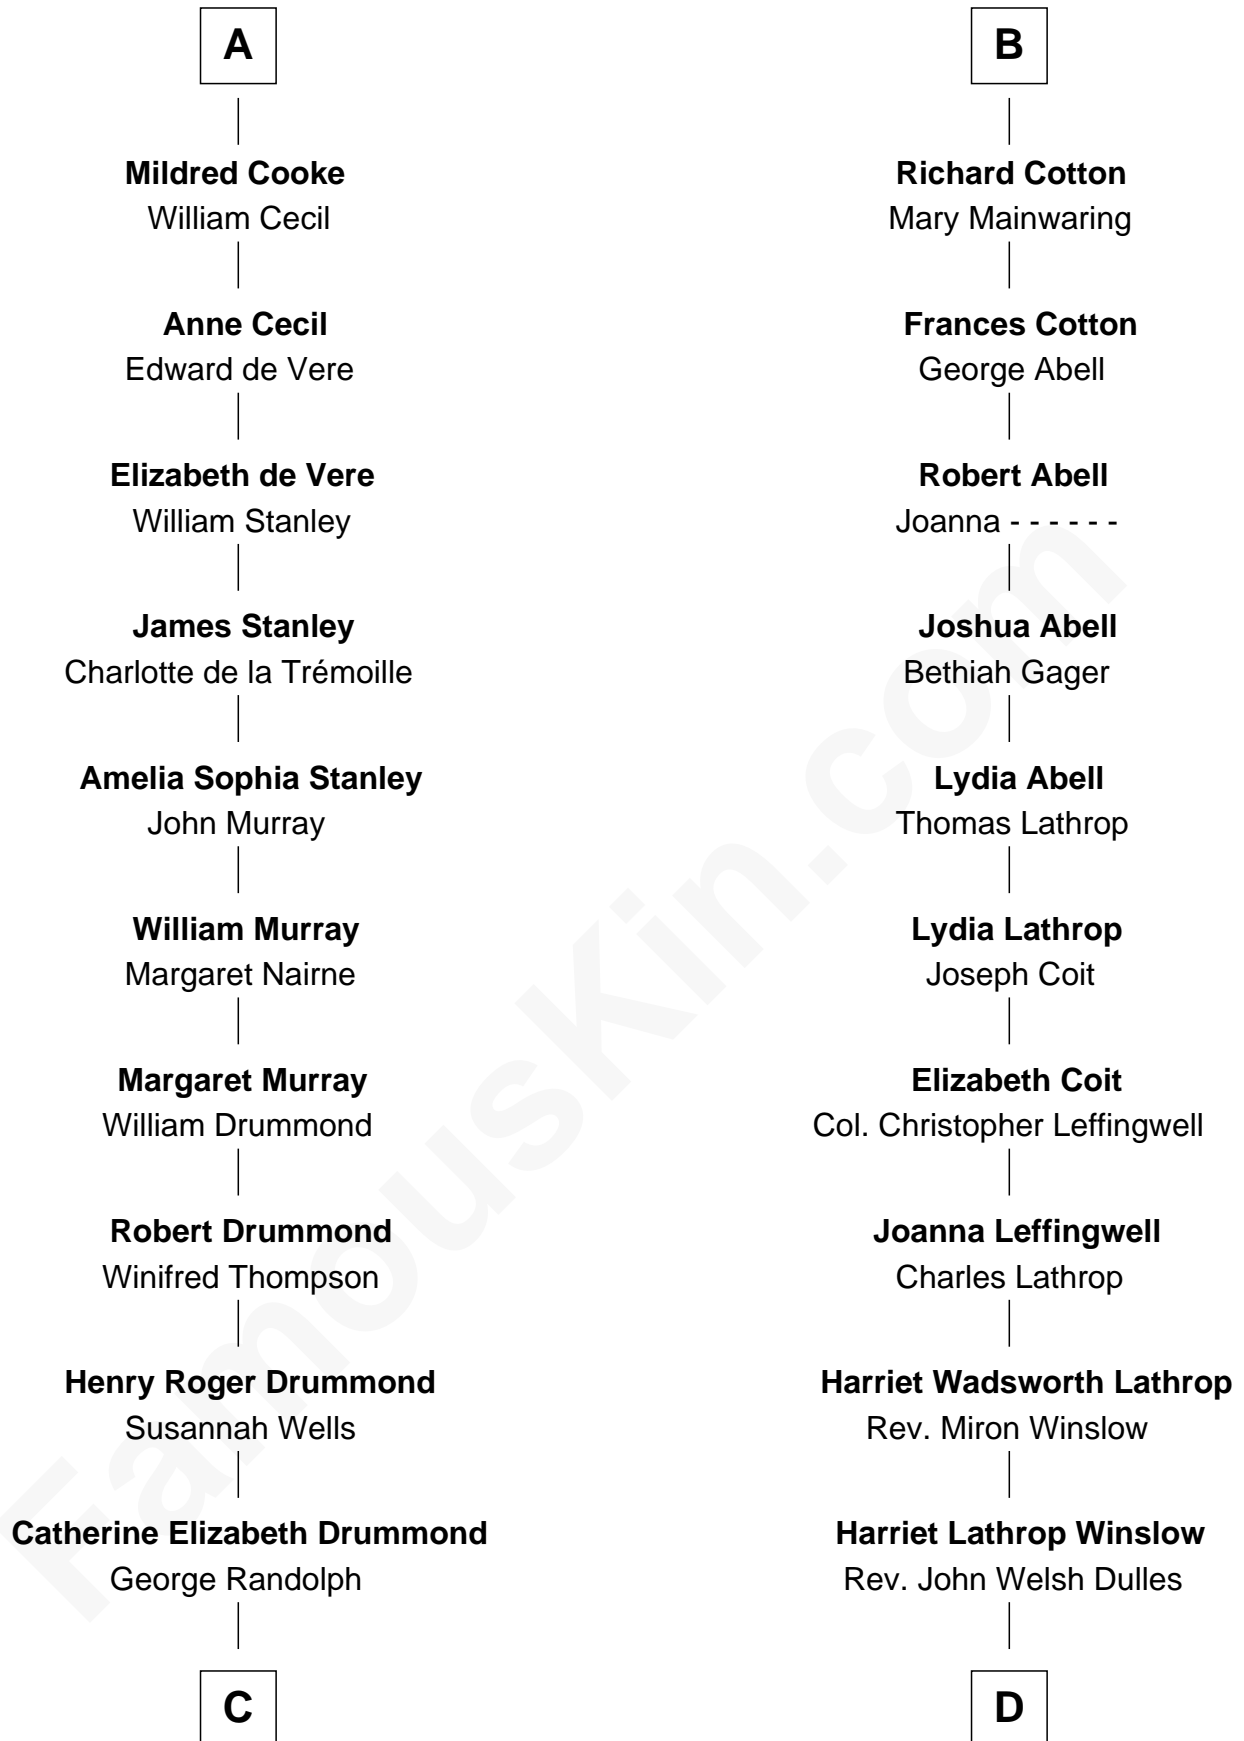 A
Mildred Cooke
William Cecil
Anne Cecil
Edward de Vere
Elizabeth de Vere
William Stanley
James Stanley
Charlotte de la Trémoille
Amelia Sophia Stanley
John Murray
William Murray
Margaret Nairne
Margaret Murray
William Drummond
Robert Drummond
Winifred Thompson
Henry Roger Drummond
Susannah Wells
Catherine Elizabeth Drummond
George Randolph
C
B
Richard Cotton
Mary Mainwaring
Frances Cotton
George Abell
Robert Abell
Joanna - - - - - -
Joshua Abell
Bethiah Gager
Lydia Abell
Thomas Lathrop
Lydia Lathrop
Joseph Coit
Elizabeth Coit
Col. Christopher Leffingwell
Joanna Leffingwell
Charles Lathrop
Harriet Wadsworth Lathrop
Rev. Miron Winslow
Harriet Lathrop Winslow
Rev. John Welsh Dulles
D
FamousKin.com